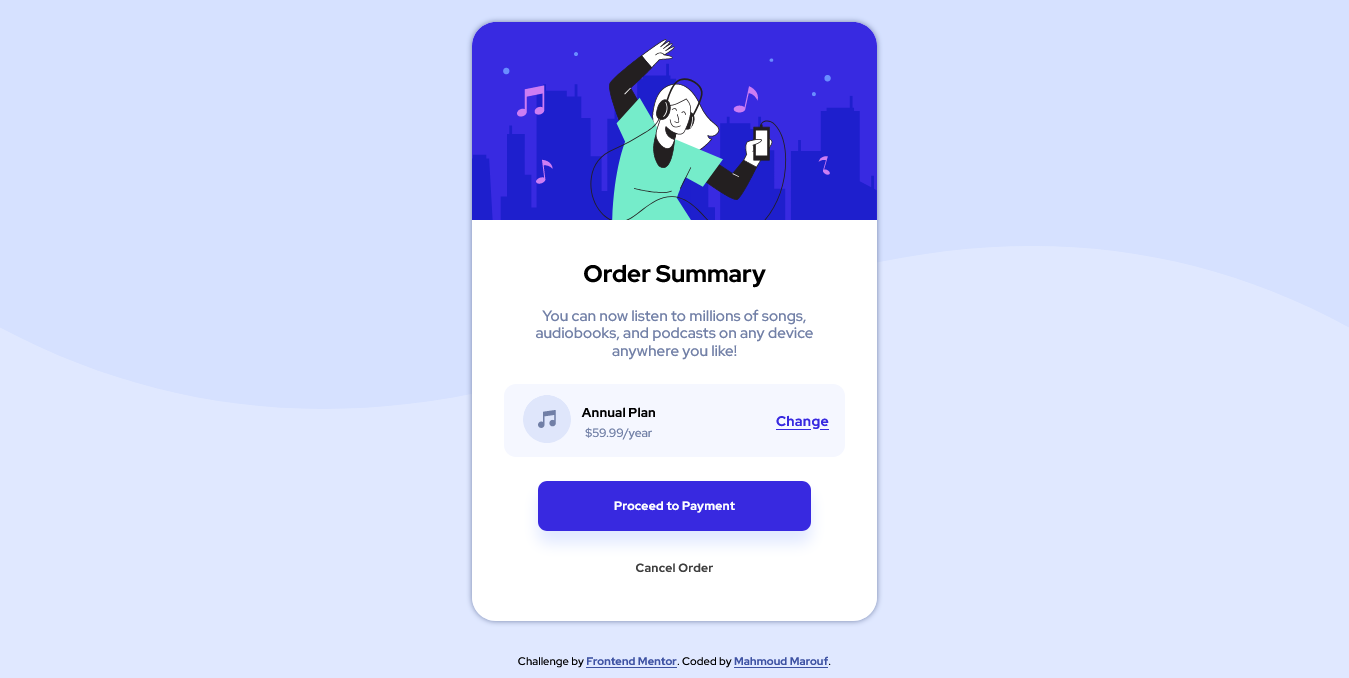 Order Summary
You can now listen to millions of songs,
audiobooks, and podcasts on any device
anywhere you like!
Annual Plan
$59.99/year
Change
Proceed to Payment
Cancel Order
Challenge by Frontend Mentor. Coded by Mahmoud Marouf.